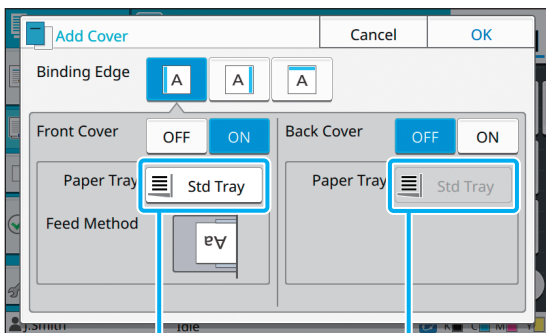 Add Cover
Cancel
OK
Binding Edge
A
A
A
Front Cover
OFF
ON
Back Cover
OFF
ON
Paper Tray
Std Tray
Paper Tray
Std Tray
Feed Method
Aa
J.Smith
Idle
K
C
M
Y